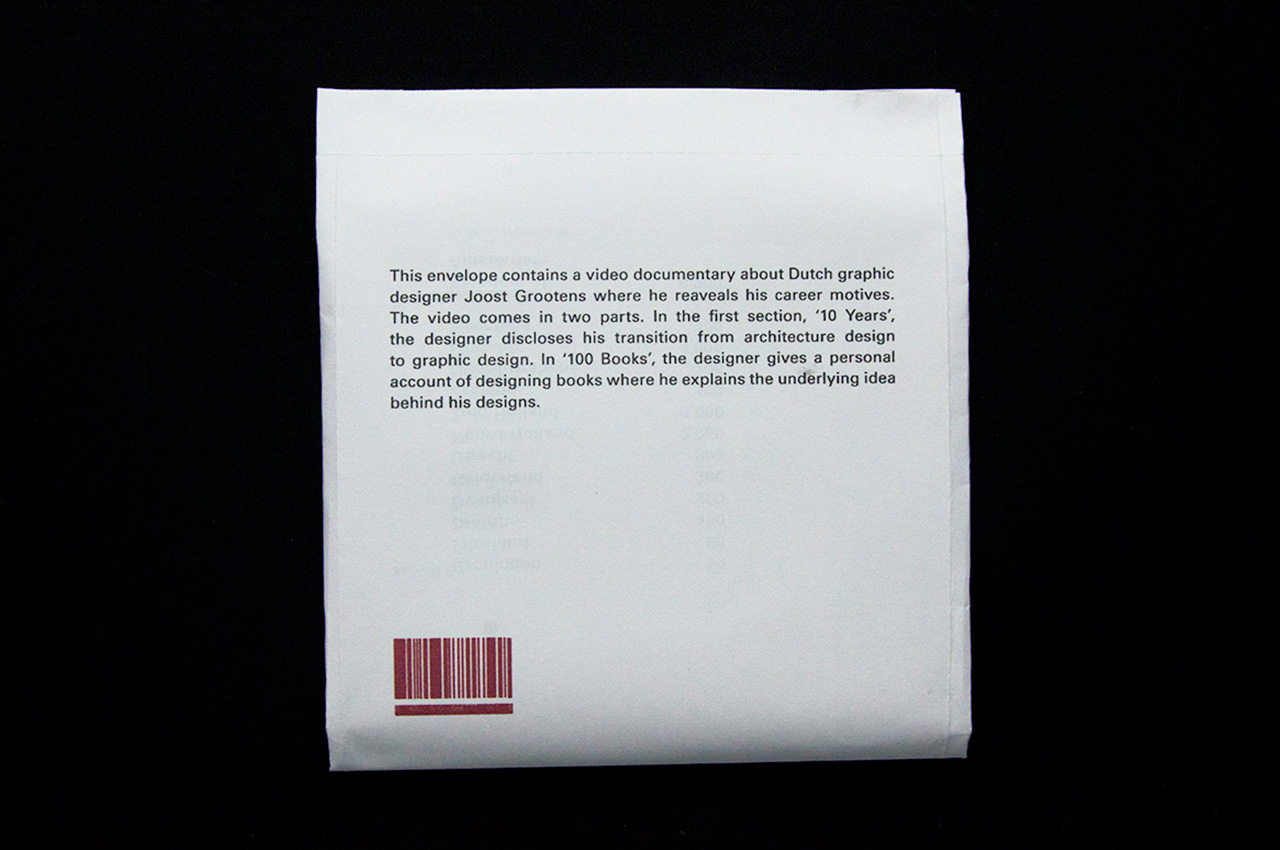 This envelope contains a video documentary about Dutch graphic
designer Joost Grootens where he reaveals his career motives.
The video comes in two parts. In the first section, ‘10 Years’,
the designer discloses his transition from architecture design
to graphic design. In ‘100 Books’, the designer gives a personal
account of designing books where he explains the underlying idea
behind his designs.